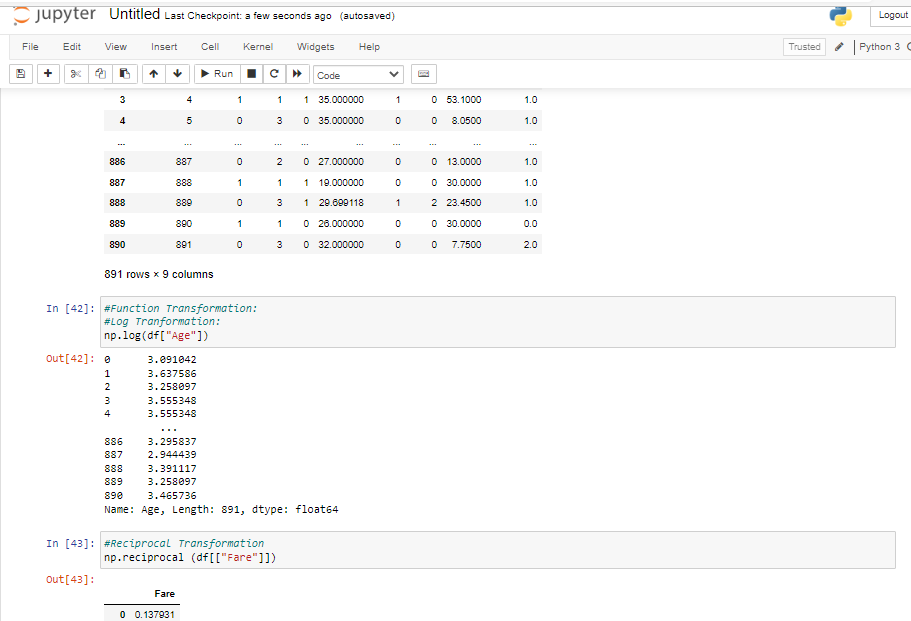 jupyter Untitled Last Checkpoint: a few seconds ago (autosaved) Logout
File Edit View Insert Cell Kernel Widgets Help Trusted Python 3
Run Code
3 4 1 1 1 35.000000 1 0 53.1000 1.0
4 5 0 3 0 35.000000 0 0 8.0500 1.0
... ... ... ... ... ... ... ... ... ...
886 887 0 2 0 27.000000 0 0 13.0000 1.0
887 888 1 1 1 19.000000 0 0 30.0000 1.0
888 889 0 3 1 29.699118 1 2 23.4500 1.0
889 890 1 1 0 26.000000 0 0 30.0000 0.0
890 891 0 3 0 32.000000 0 0 7.7500 2.0
891 rows × 9 columns
In [42]: #Function Transformation:
#Log Tranformation:
np.log(df["Age"])
Out[42]: 0 3.091042
1 3.637586
2 3.258097
3 3.555348
4 3.555348
...
886 3.295837
887 2.944439
888 3.391117
889 3.258097
890 3.465736
Name: Age, Length: 891, dtype: float64
In [43]: #Reciprocal Transformation
np.reciprocal (df[["Fare"]])
Out[43]:
Fare
0 0.137931